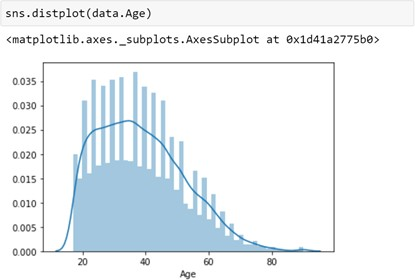 sns.distplot(data.Age)
<matplotlib.axes._subplots.AxesSubplot at 0x1d41a2775b0>
0.035
0.030
0.025
0.020
0.015
0.010
0.005
0.000
20 40 60 80
Age